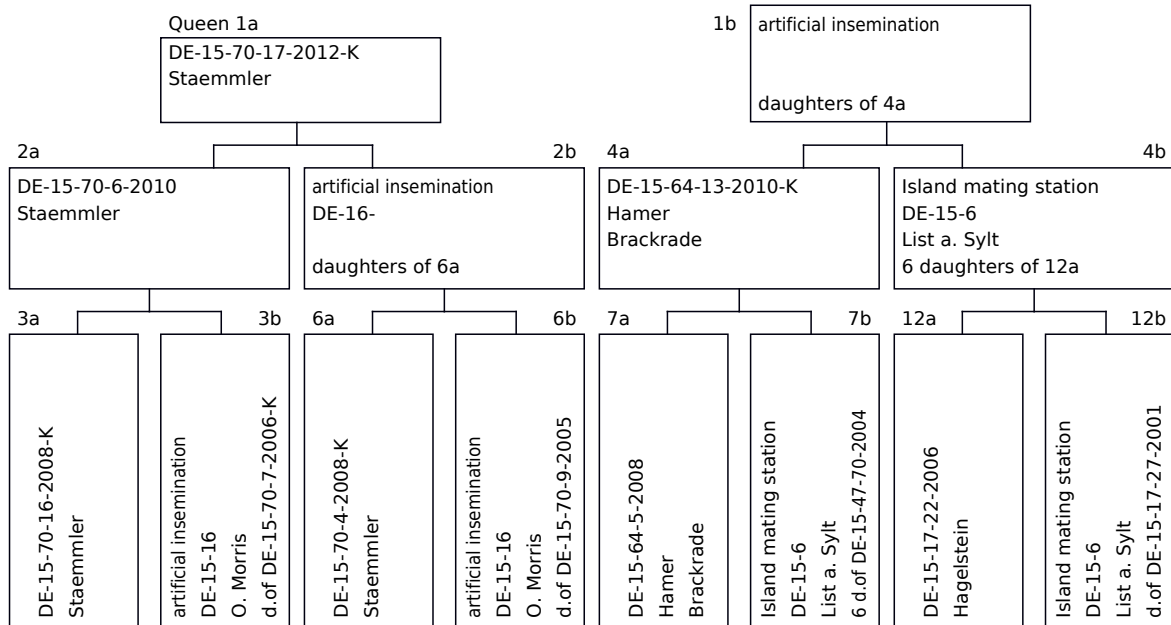 Queen 1a
DE-15-70-17-2012-K
Staemmler
1b
artificial insemination
daughters of 4a
2a
DE-15-70-6-2010
Staemmler
2b
artificial insemination
DE-16-
daughters of 6a
4a
DE-15-64-13-2010-K
Hamer
Brackrade
4b
Island mating station
DE-15-6
List a. Sylt
6 daughters of 12a
3a
DE-15-70-16-2008-K
Staemmler
3b
artificial insemination
DE-15-16
O. Morris
d.of DE-15-70-7-2006-K
6a
DE-15-70-4-2008-K
Staemmler
6b
artificial insemination
DE-15-16
O. Morris
d.of DE-15-70-9-2005
7a
DE-15-64-5-2008
Hamer
Brackrade
7b
Island mating station
DE-15-6
List a. Sylt
6 d.of DE-15-47-70-2004
12a
DE-15-17-22-2006
Hagelstein
12b
Island mating station
DE-15-6
List a. Sylt
d.of DE-15-17-27-2001